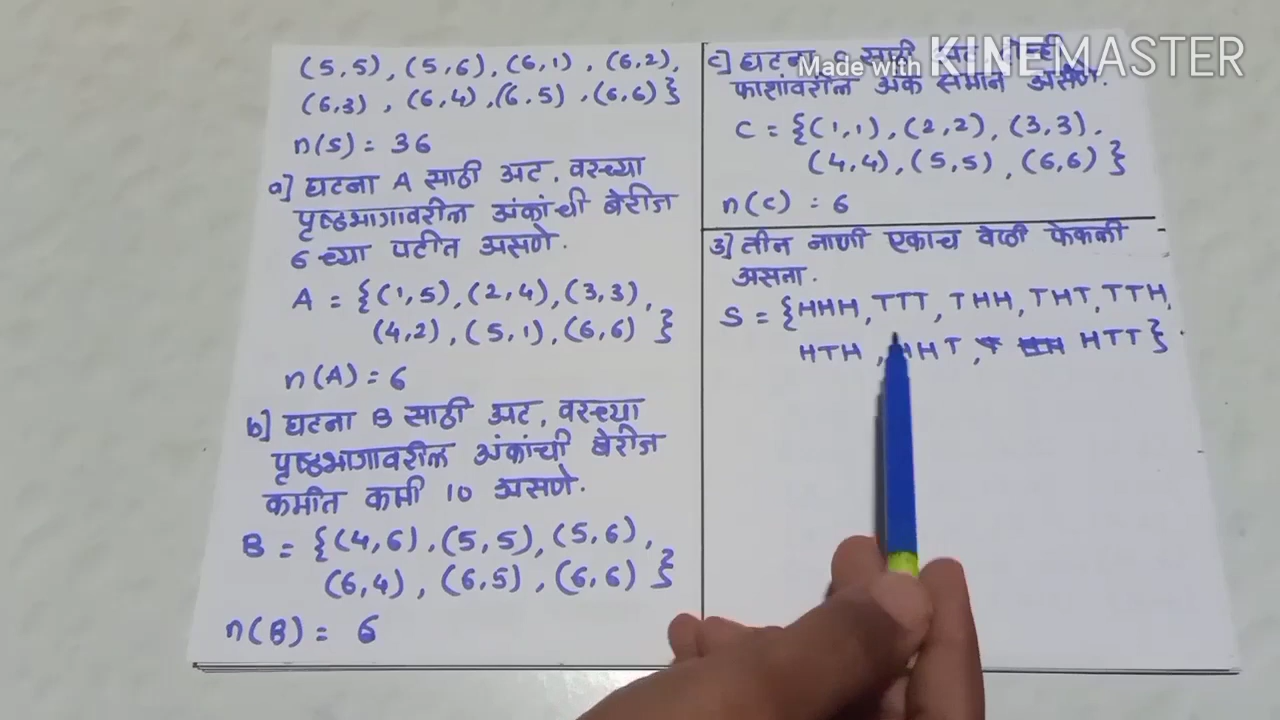 (5,5), (5,6), (6,1), (6,2),
(6,3), (6,4), (6,5), (6,6) }
n(S) = 36
a] घटना A साठी अट, वरच्या
पृष्ठभागावरील अंकांची बेरीज
6 च्या पटीत असणे.
A = {(1,5), (2,4), (3,3),
(4,2), (5,1), (6,6) }
n(A) = 6
b] घटना B साठी अट, वरच्या
पृष्ठभागावरील अंकांची बेरीज
कमीत कमी 10 असणे.
B = {(4,6), (5,5), (5,6),
(6,4), (6,5), (6,6) }
n(B) = 6
c] घटना C साठी अट
Made with KINEMASTER
फाशांवरील अंक समान असणे.
C = {(1,1), (2,2), (3,3),
(4,4), (5,5), (6,6) }
n(C) = 6
3] तीन नाणी एकाच वेळी फेकली
असता.
S = {HHH, TTT, THH, THT, TTH,
HTH, HHT, HTT}